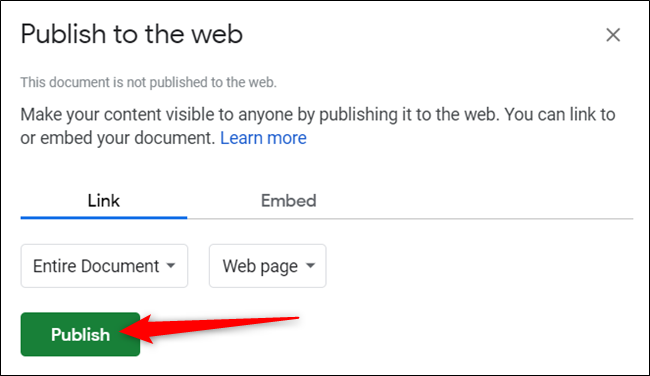 Publish to the web
This document is not published to the web.
Make your content visible to anyone by publishing it to the web. You can link to
or embed your document. Learn more
Link Embed
Entire Document Web page
Publish